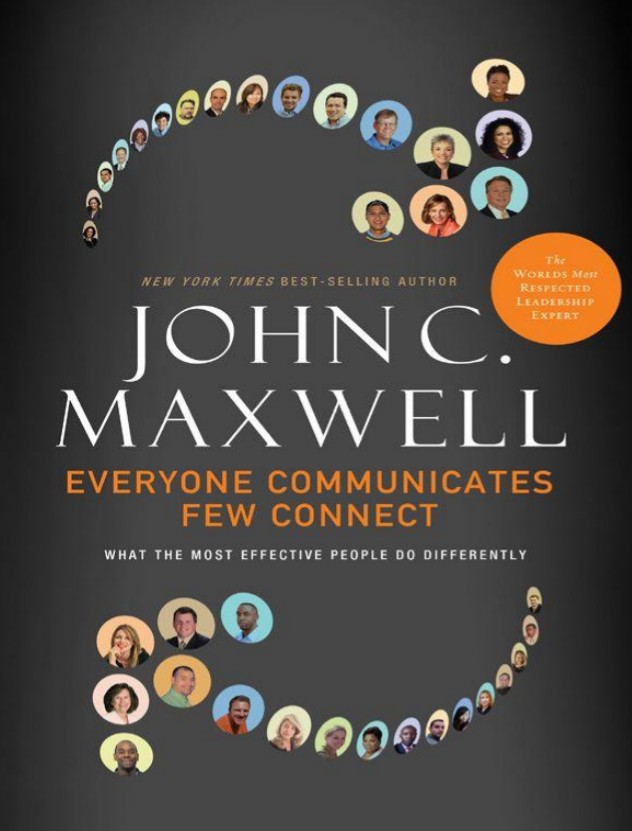 NEW YORK TIMES BEST-SELLING AUTHOR
The
WORLDS Most
RESPECTED
LEADERSHIP
EXPERT
JOHN C.
MAXWELL
EVERYONE COMMUNICATES
FEW CONNECT
WHAT THE MOST EFFECTIVE PEOPLE DO DIFFERENTLY